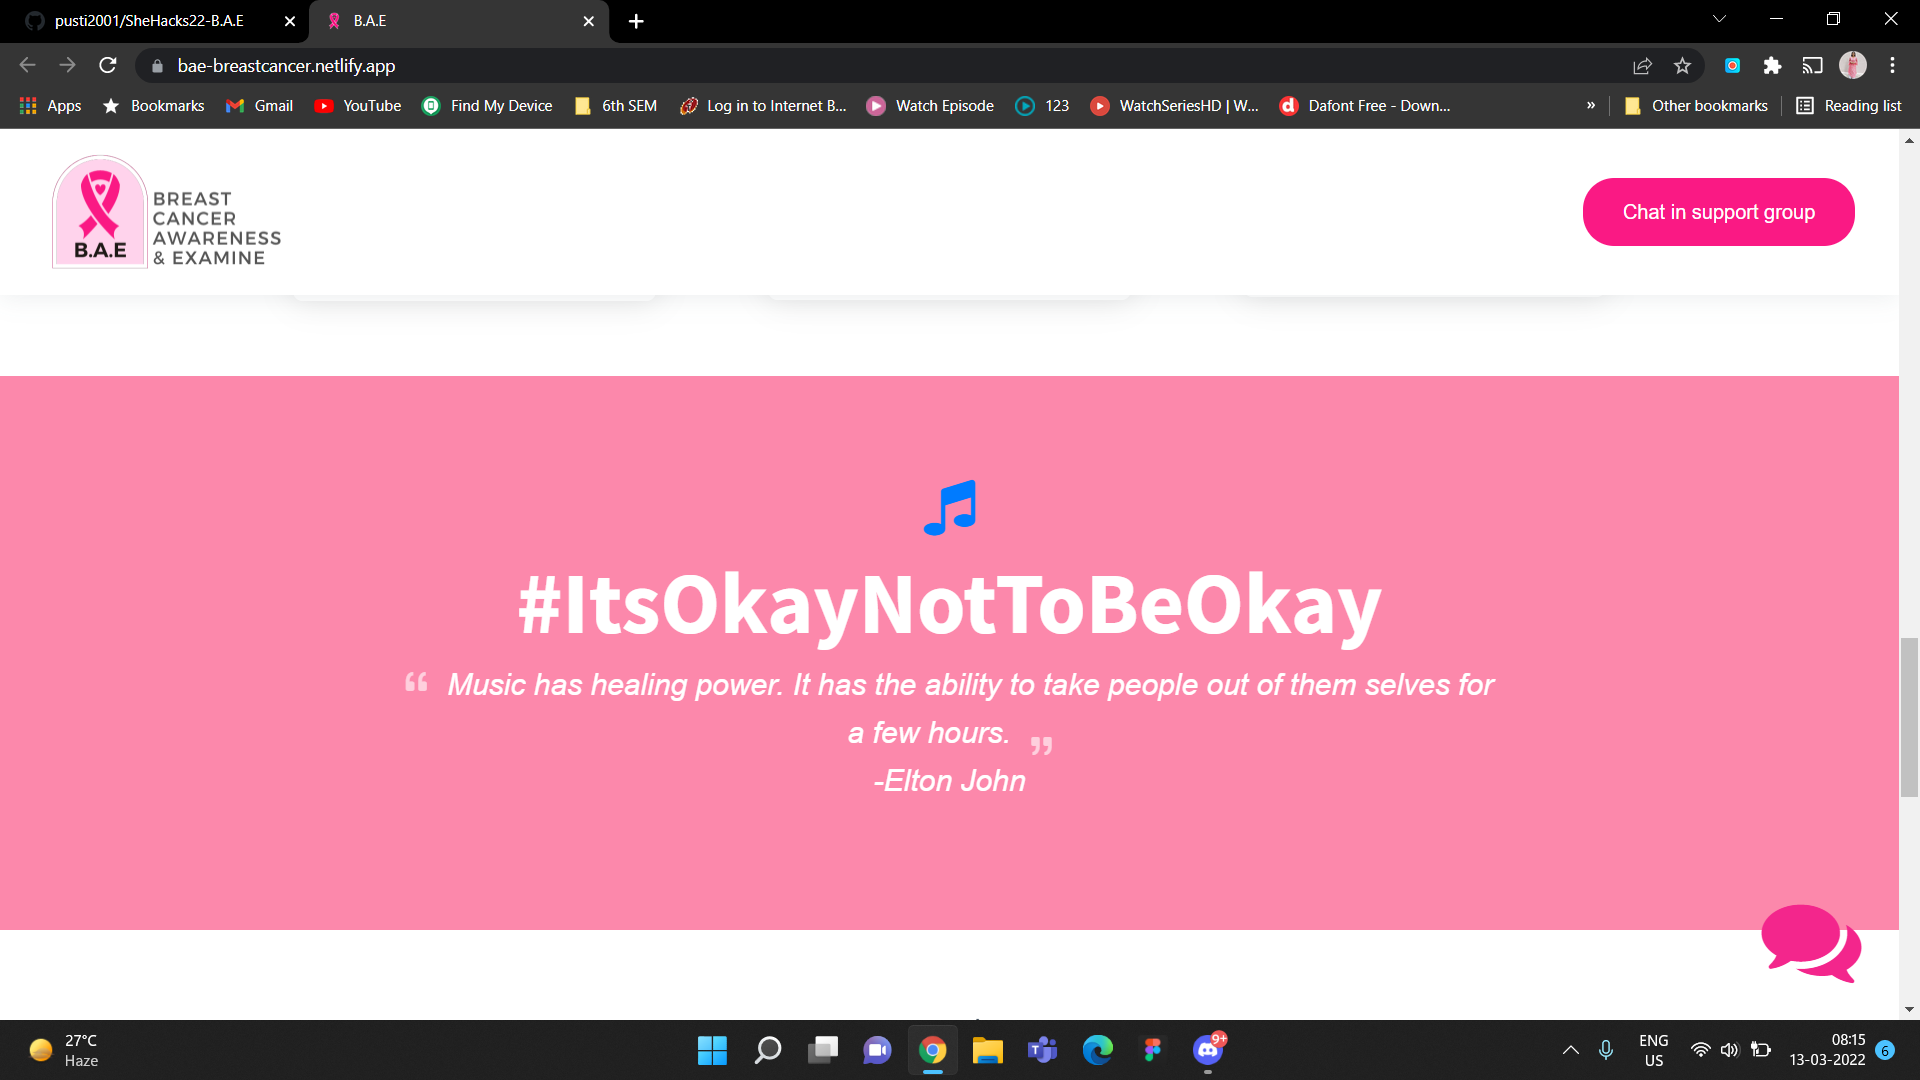 pusti2001/SheHacks22-B.A.E
B.A.E
bae-breastcancer.netlify.app
Apps
Bookmarks
Gmail
YouTube
Find My Device
6th SEM
Log in to Internet B...
Watch Episode
123
WatchSeriesHD | W...
Dafont Free - Down...
»
Other bookmarks
Reading list
B.A.E
BREAST
CANCER
AWARENESS
& EXAMINE
Chat in support group
#ItsOkayNotToBeOkay
“ Music has healing power. It has the ability to take people out of them selves for
a few hours. ”
-Elton John
27°C
Haze
9+
ENG
US
08:15
13-03-2022
6